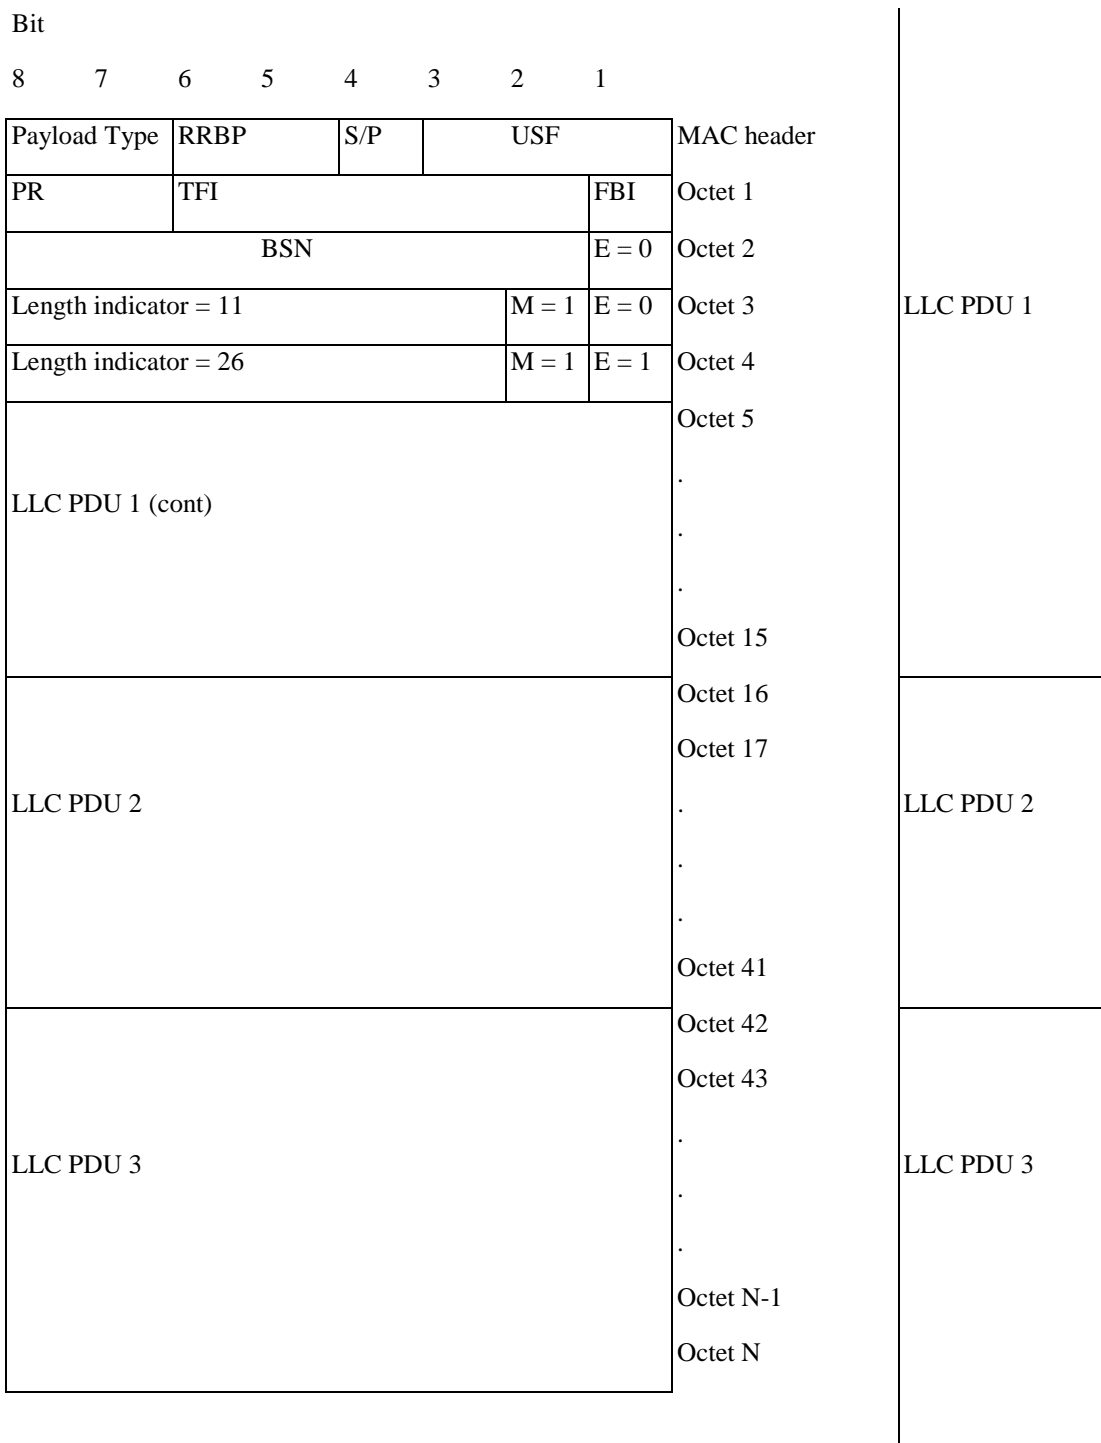 Bit
8 7 6 5 4 3 2 1
Payload Type RRBP S/P USF MAC header
PR TFI FBI Octet 1
BSN E = 0 Octet 2
Length indicator = 11 M = 1 E = 0 Octet 3 LLC PDU 1
Length indicator = 26 M = 1 E = 1 Octet 4
Octet 5
.
LLC PDU 1 (cont)
.
.
Octet 15
Octet 16
Octet 17
LLC PDU 2 . LLC PDU 2
.
.
Octet 41
Octet 42
Octet 43
.
LLC PDU 3 LLC PDU 3
.
.
Octet N-1
Octet N